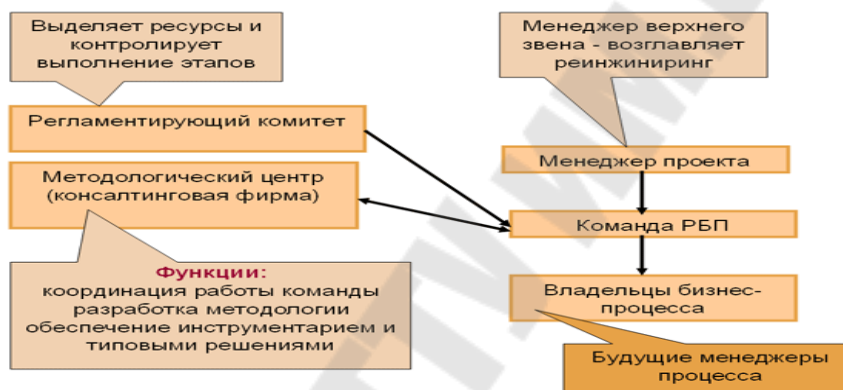 Выделяет ресурсы и
контролирует
выполнение этапов
Менеджер верхнего
звена - возглавляет
реинжиниринг
Регламентирующий комитет
Методологический центр
(консалтинговая фирма)
Менеджер проекта
Команда РБП
Функции:
координация работы команды
разработка методологии
обеспечение инструментарием и
типовыми решениями
Владельцы бизнес-
процесса
Будущие менеджеры
процесса